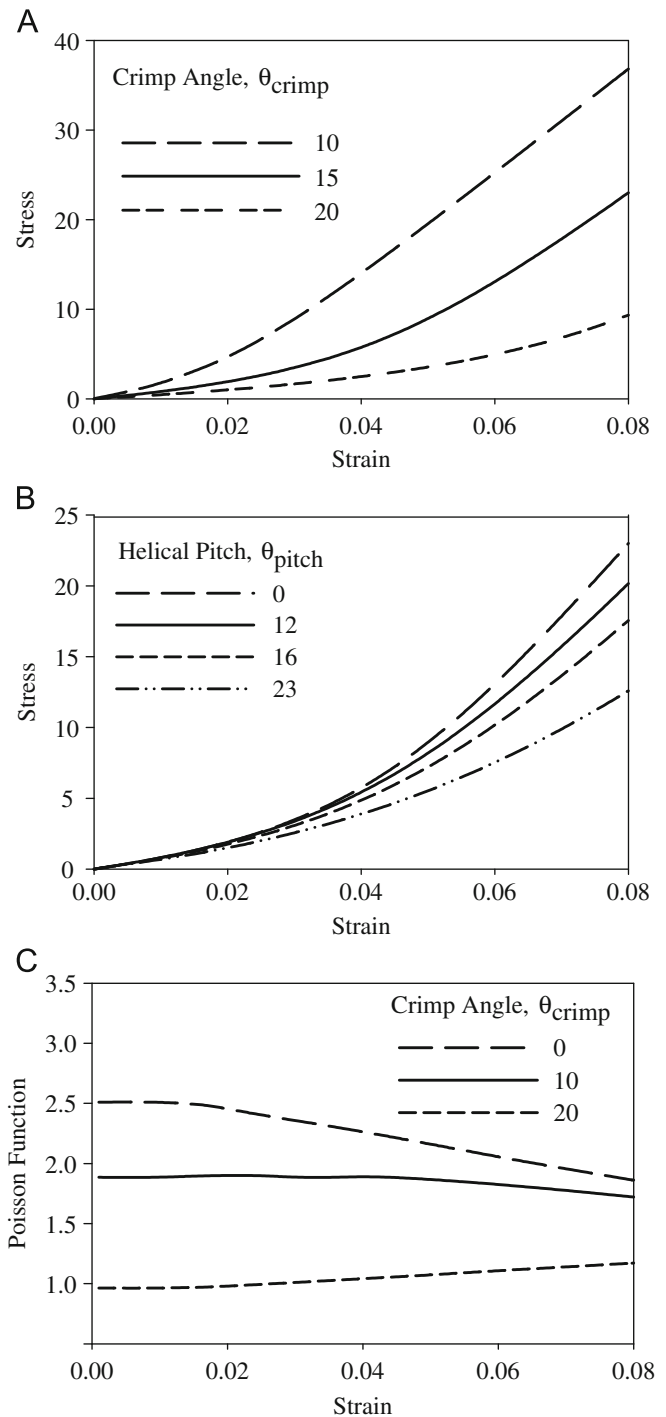 A
Crimp Angle, θcrimp
10
15
20
40
30
20
10
0
Stress
0.00 0.02 0.04 0.06 0.08
Strain
B
Helical Pitch, θpitch
0
12
16
23
25
20
15
10
5
0
Stress
0.00 0.02 0.04 0.06 0.08
Strain
C
Crimp Angle, θcrimp
0
10
20
3.5
3.0
2.5
2.0
1.5
1.0
Poisson Function
0.00 0.02 0.04 0.06 0.08
Strain